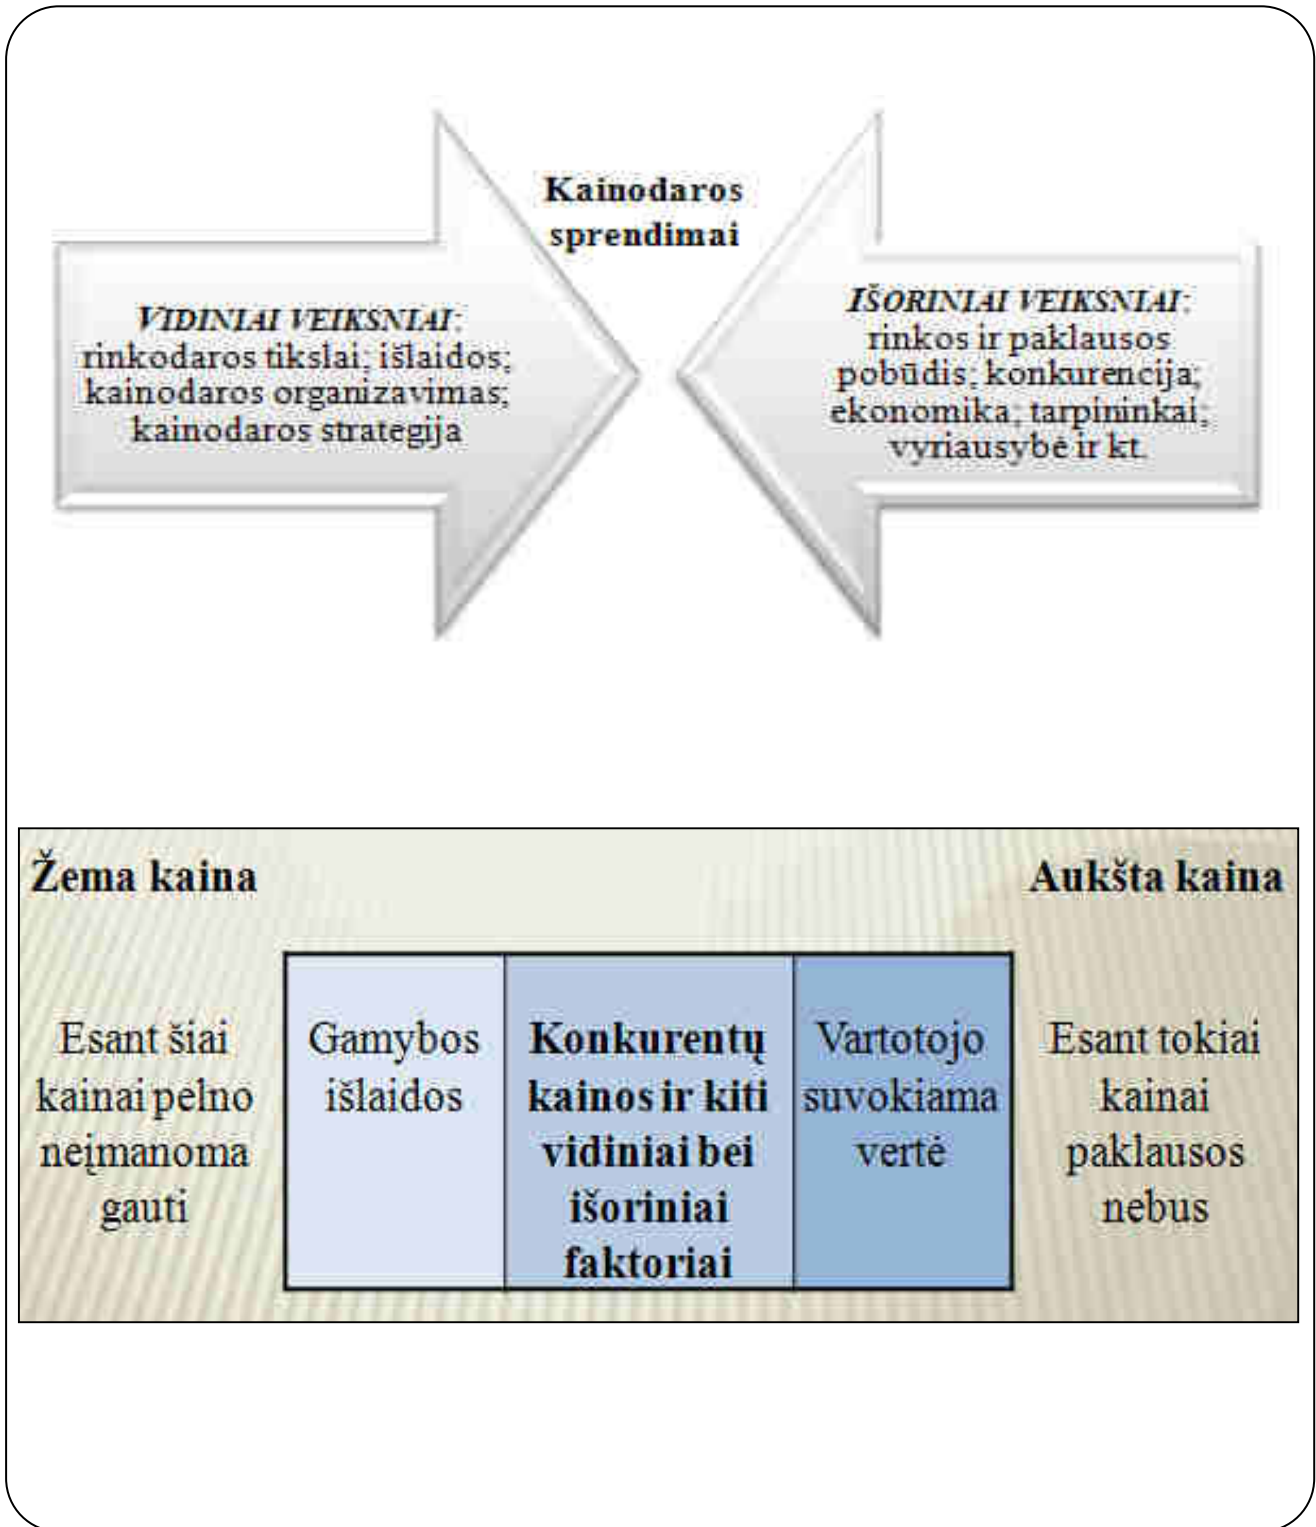 Kainodaros
sprendimai
VIDINIAI VEIKSNIAI:
rinkodaros tikslai; išlaidos;
kainodaros organizavimas;
kainodaros strategija
IŠORINIAI VEIKSNIAI:
rinkos ir paklausos
pobūdis; konkurencija;
ekonomika; tarpininkai;
vyriausybė ir kt.
Žema kaina
Aukšta kaina
Esant šiai
kainai pelno
neįmanoma
gauti
Gamybos
išlaidos
Konkurentų
kainos ir kiti
vidiniai bei
išoriniai
faktoriai
Vartotojo
suvokiama
vertė
Esant tokiai
kainai
paklausos
nebus